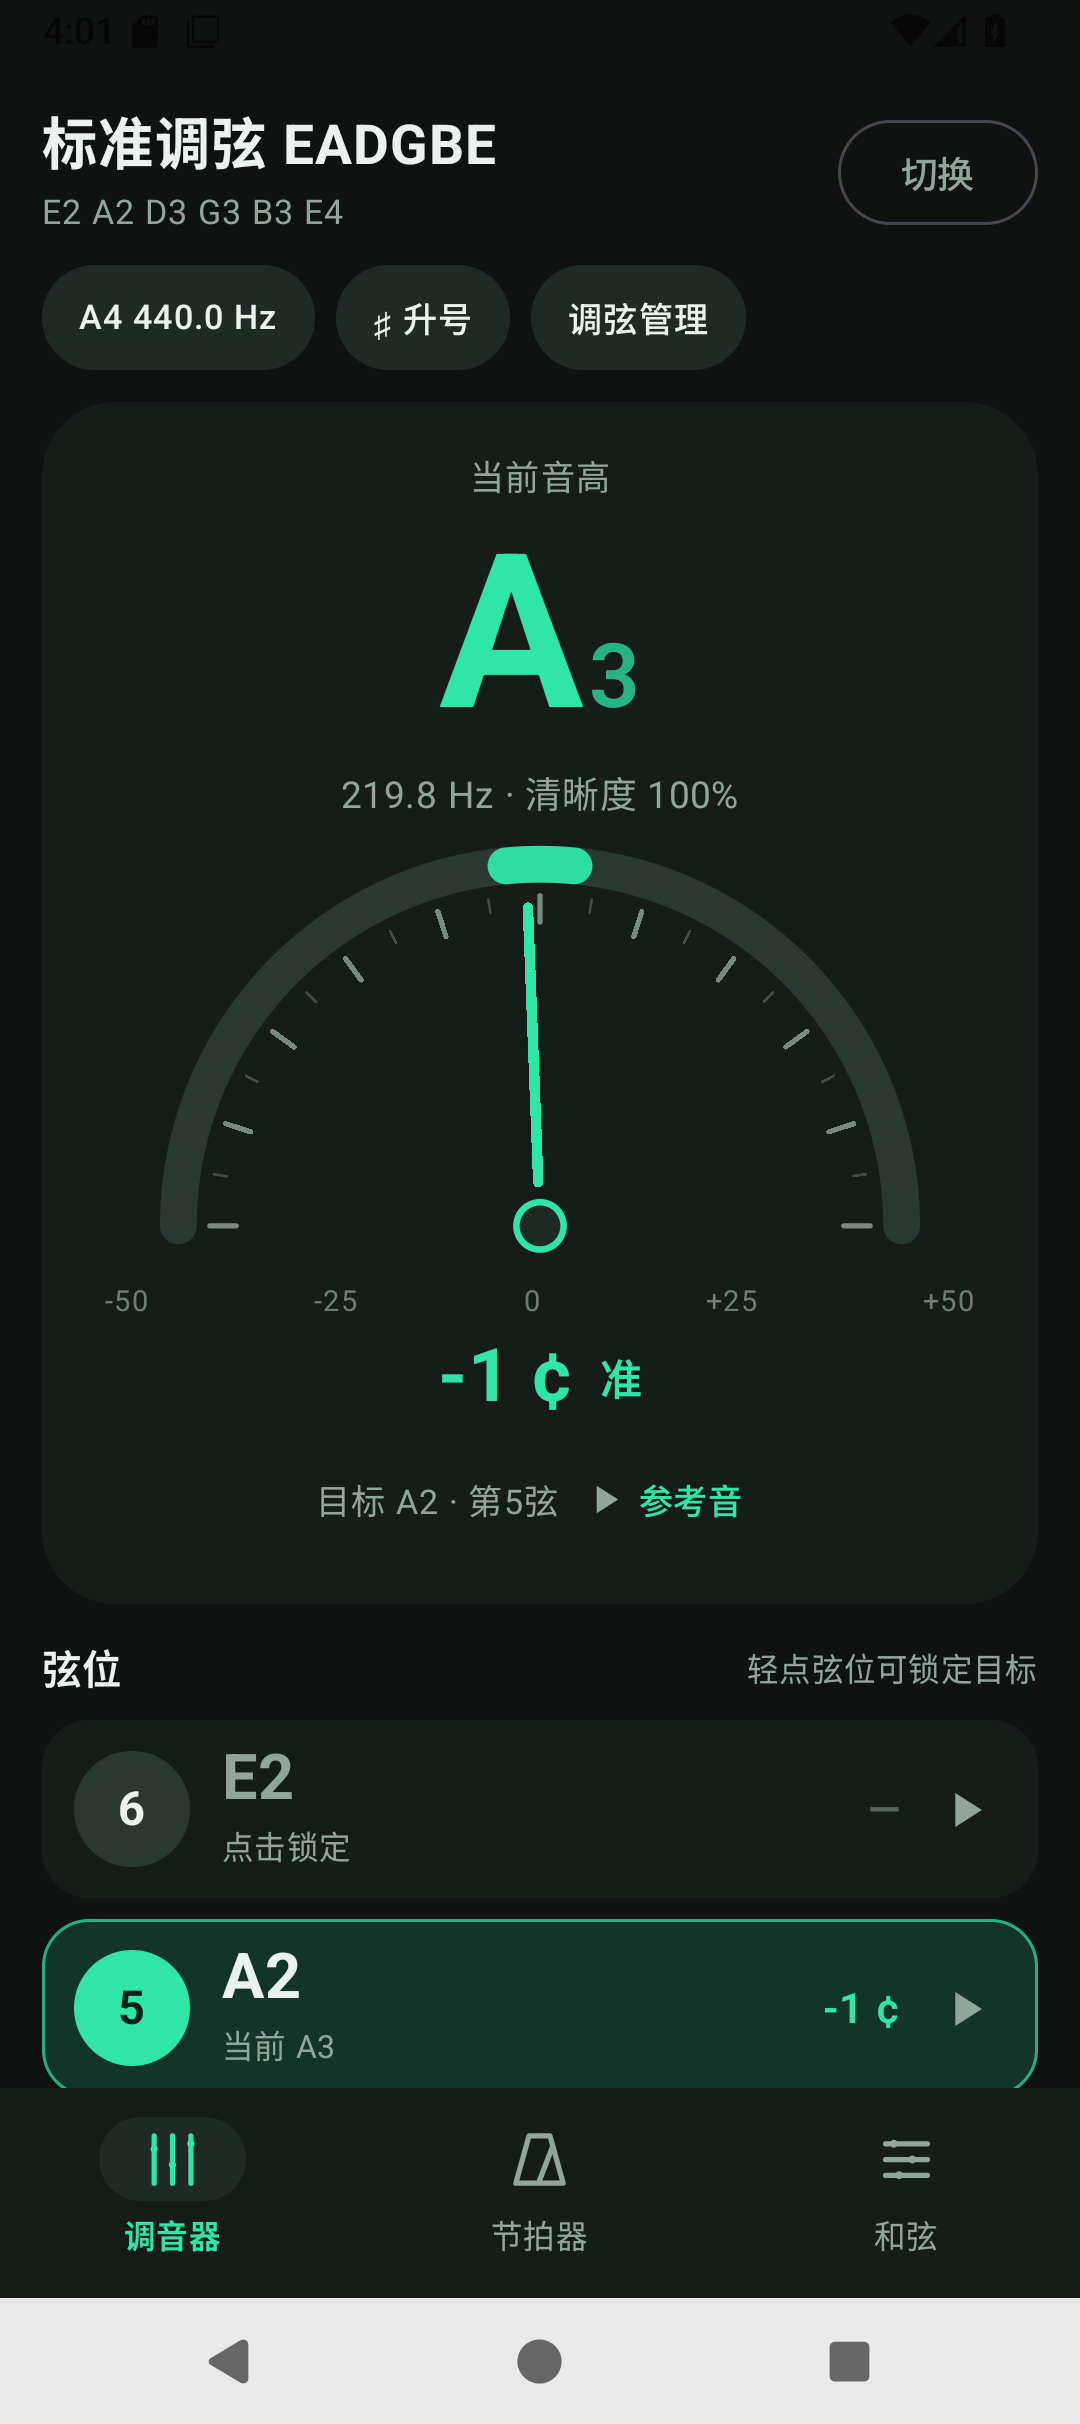 4:01
标准调弦 EADGBE
E2 A2 D3 G3 B3 E4
切换
A4 440.0 Hz
♯ 升号
调弦管理
当前音高
A3
219.8 Hz · 清晰度 100%
-50 -25 0 +25 +50
-1 ¢ 准
目标 A2 · 第5弦 ▶ 参考音
弦位
轻点弦位可锁定目标
6
E2
点击锁定
—
5
A2
当前 A3
-1 ¢
调音器
节拍器
和弦